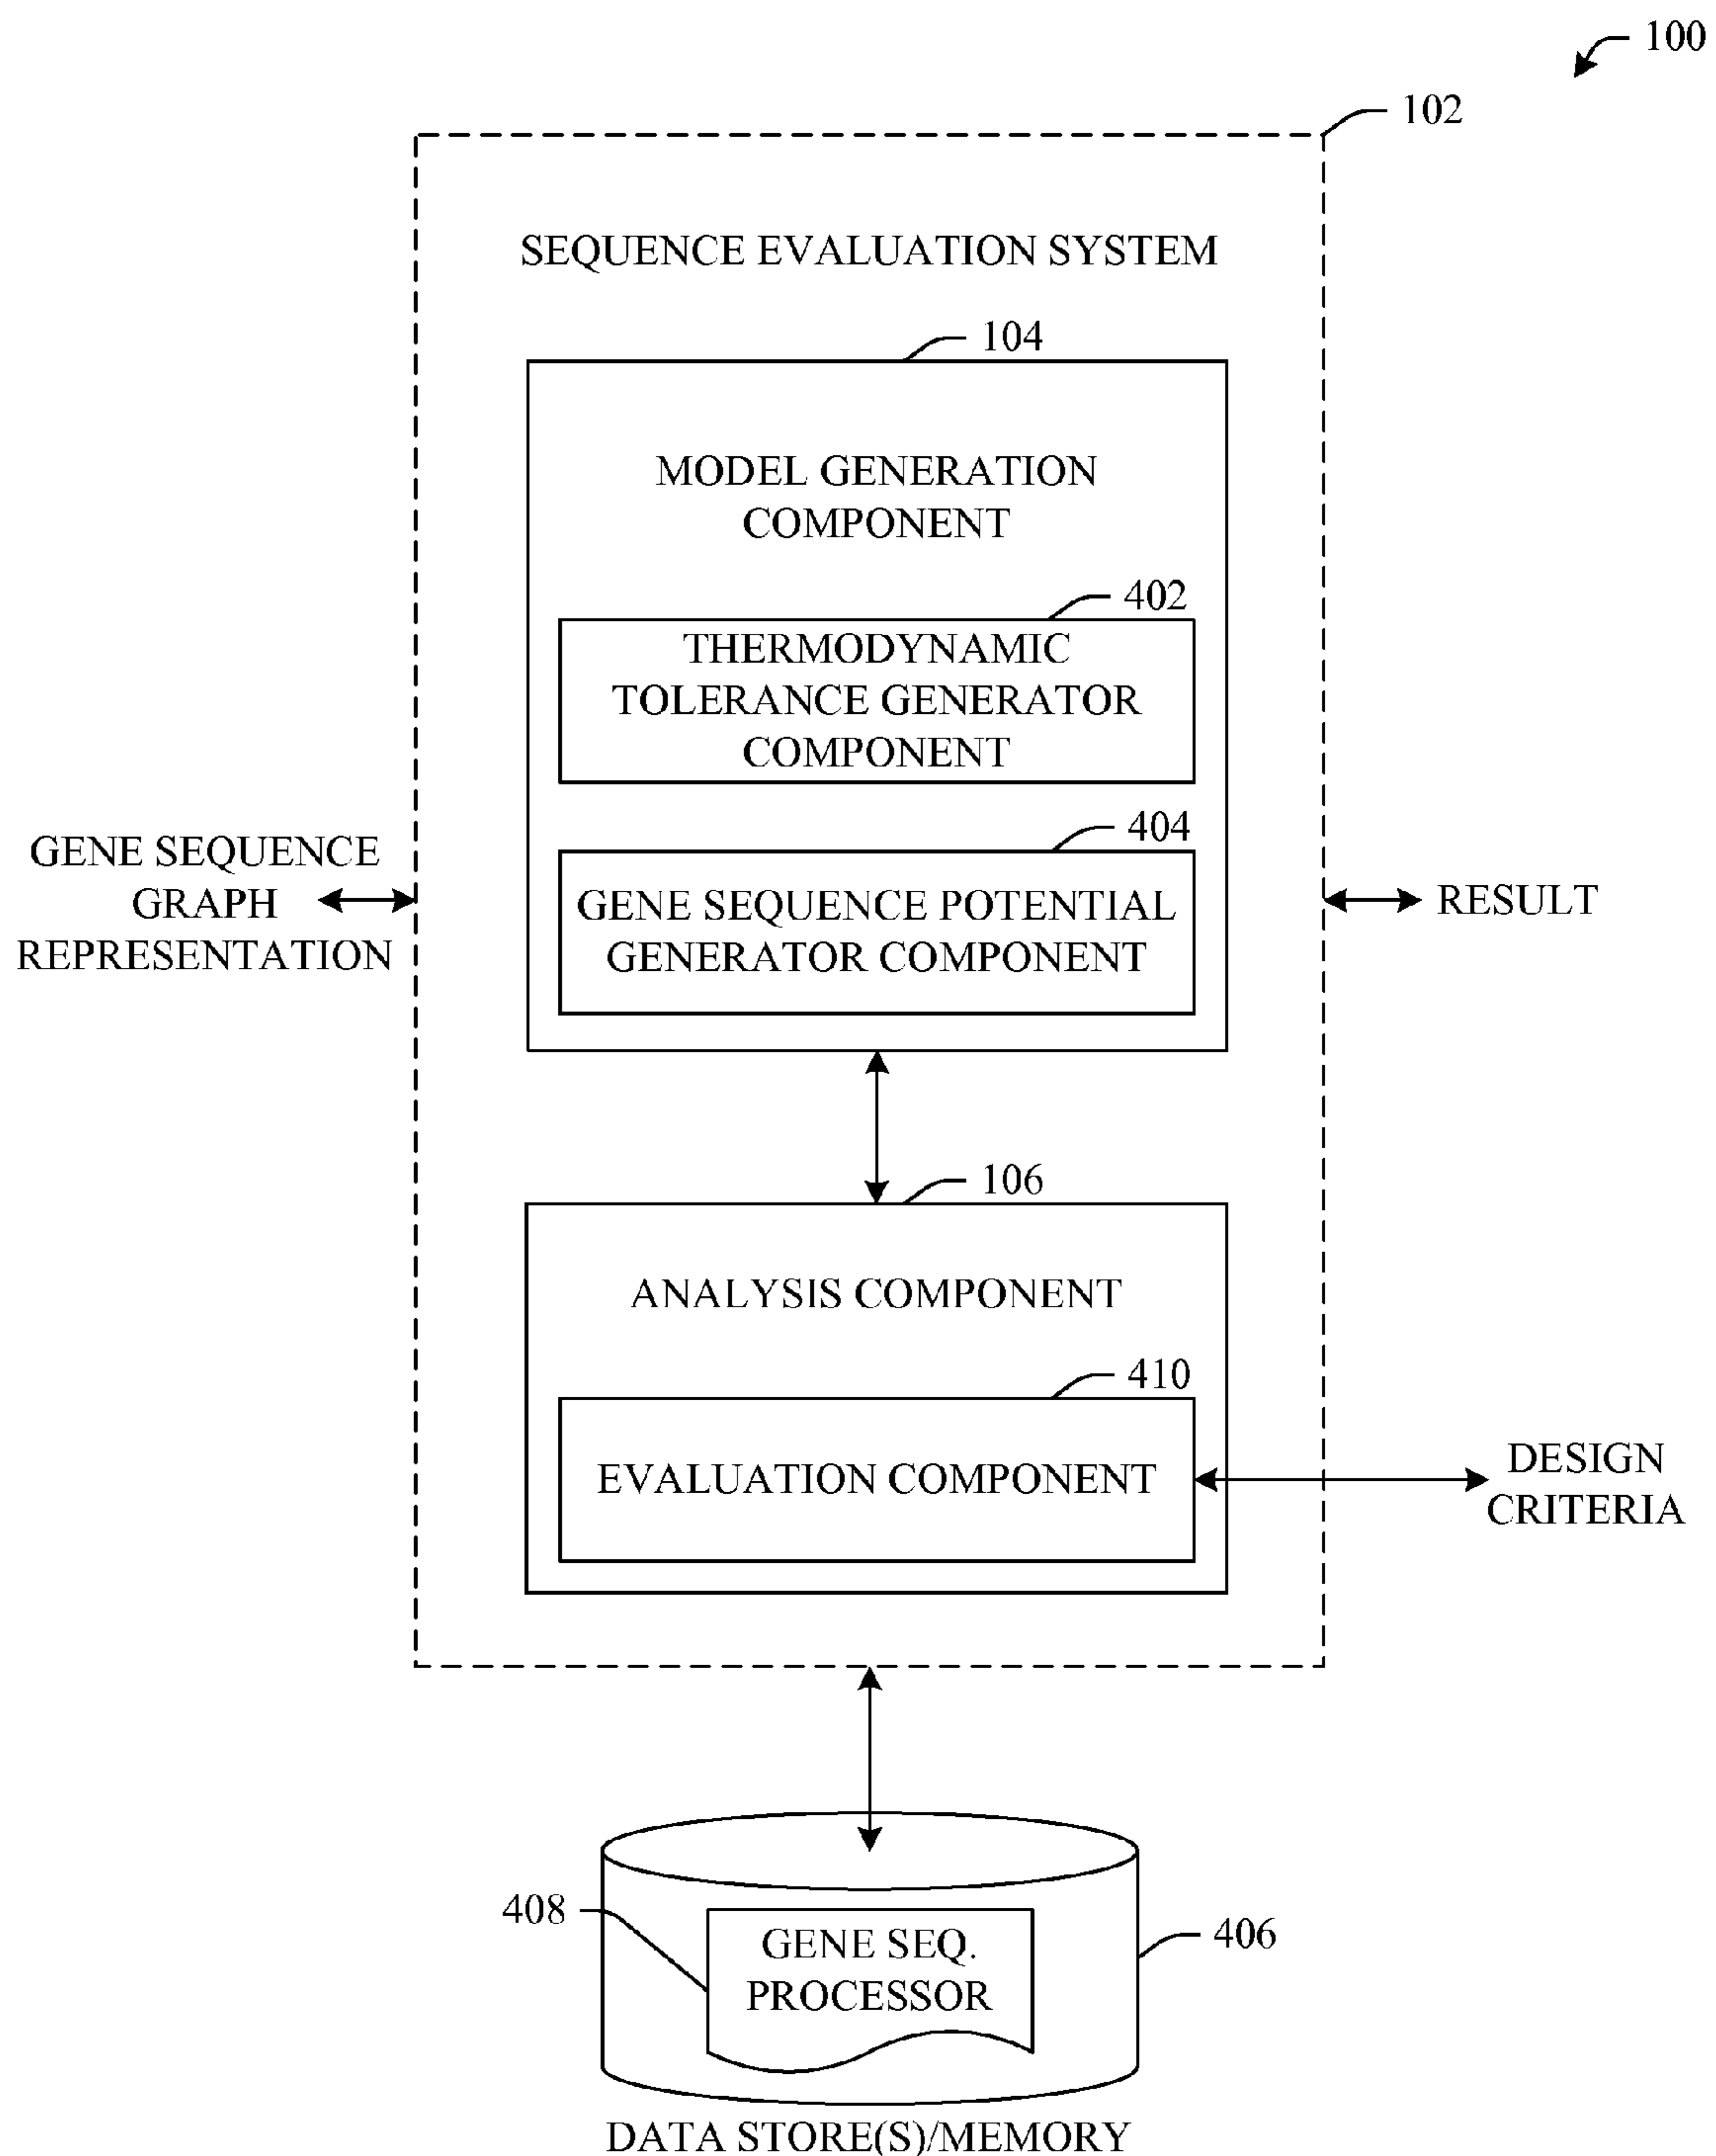 100
102
SEQUENCE EVALUATION SYSTEM
104
MODEL GENERATION
COMPONENT
402
THERMODYNAMIC
TOLERANCE GENERATOR
COMPONENT
404
GENE SEQUENCE POTENTIAL
GENERATOR COMPONENT
GENE SEQUENCE
GRAPH
REPRESENTATION
RESULT
106
ANALYSIS COMPONENT
410
EVALUATION COMPONENT
DESIGN
CRITERIA
408
GENE SEQ.
PROCESSOR
406
DATA STORE(S)/MEMORY